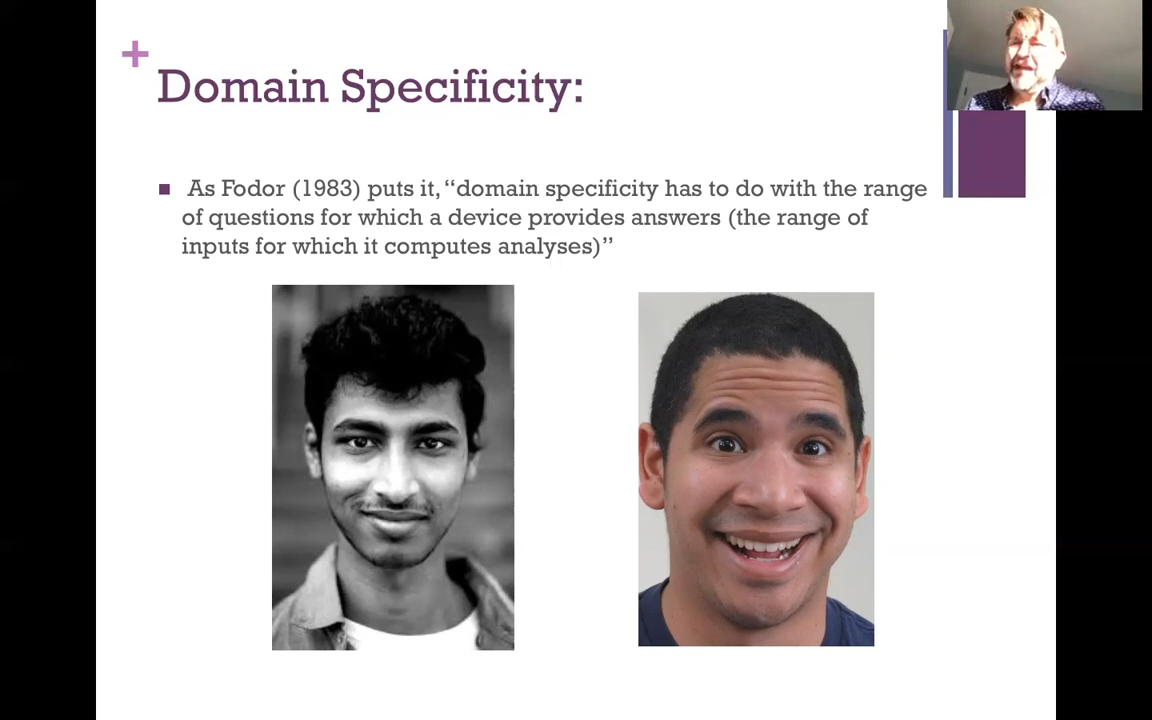 Domain Specificity:
As Fodor (1983) puts it, “domain specificity has to do with the range
of questions for which a device provides answers (the range of
inputs for which it computes analyses)”